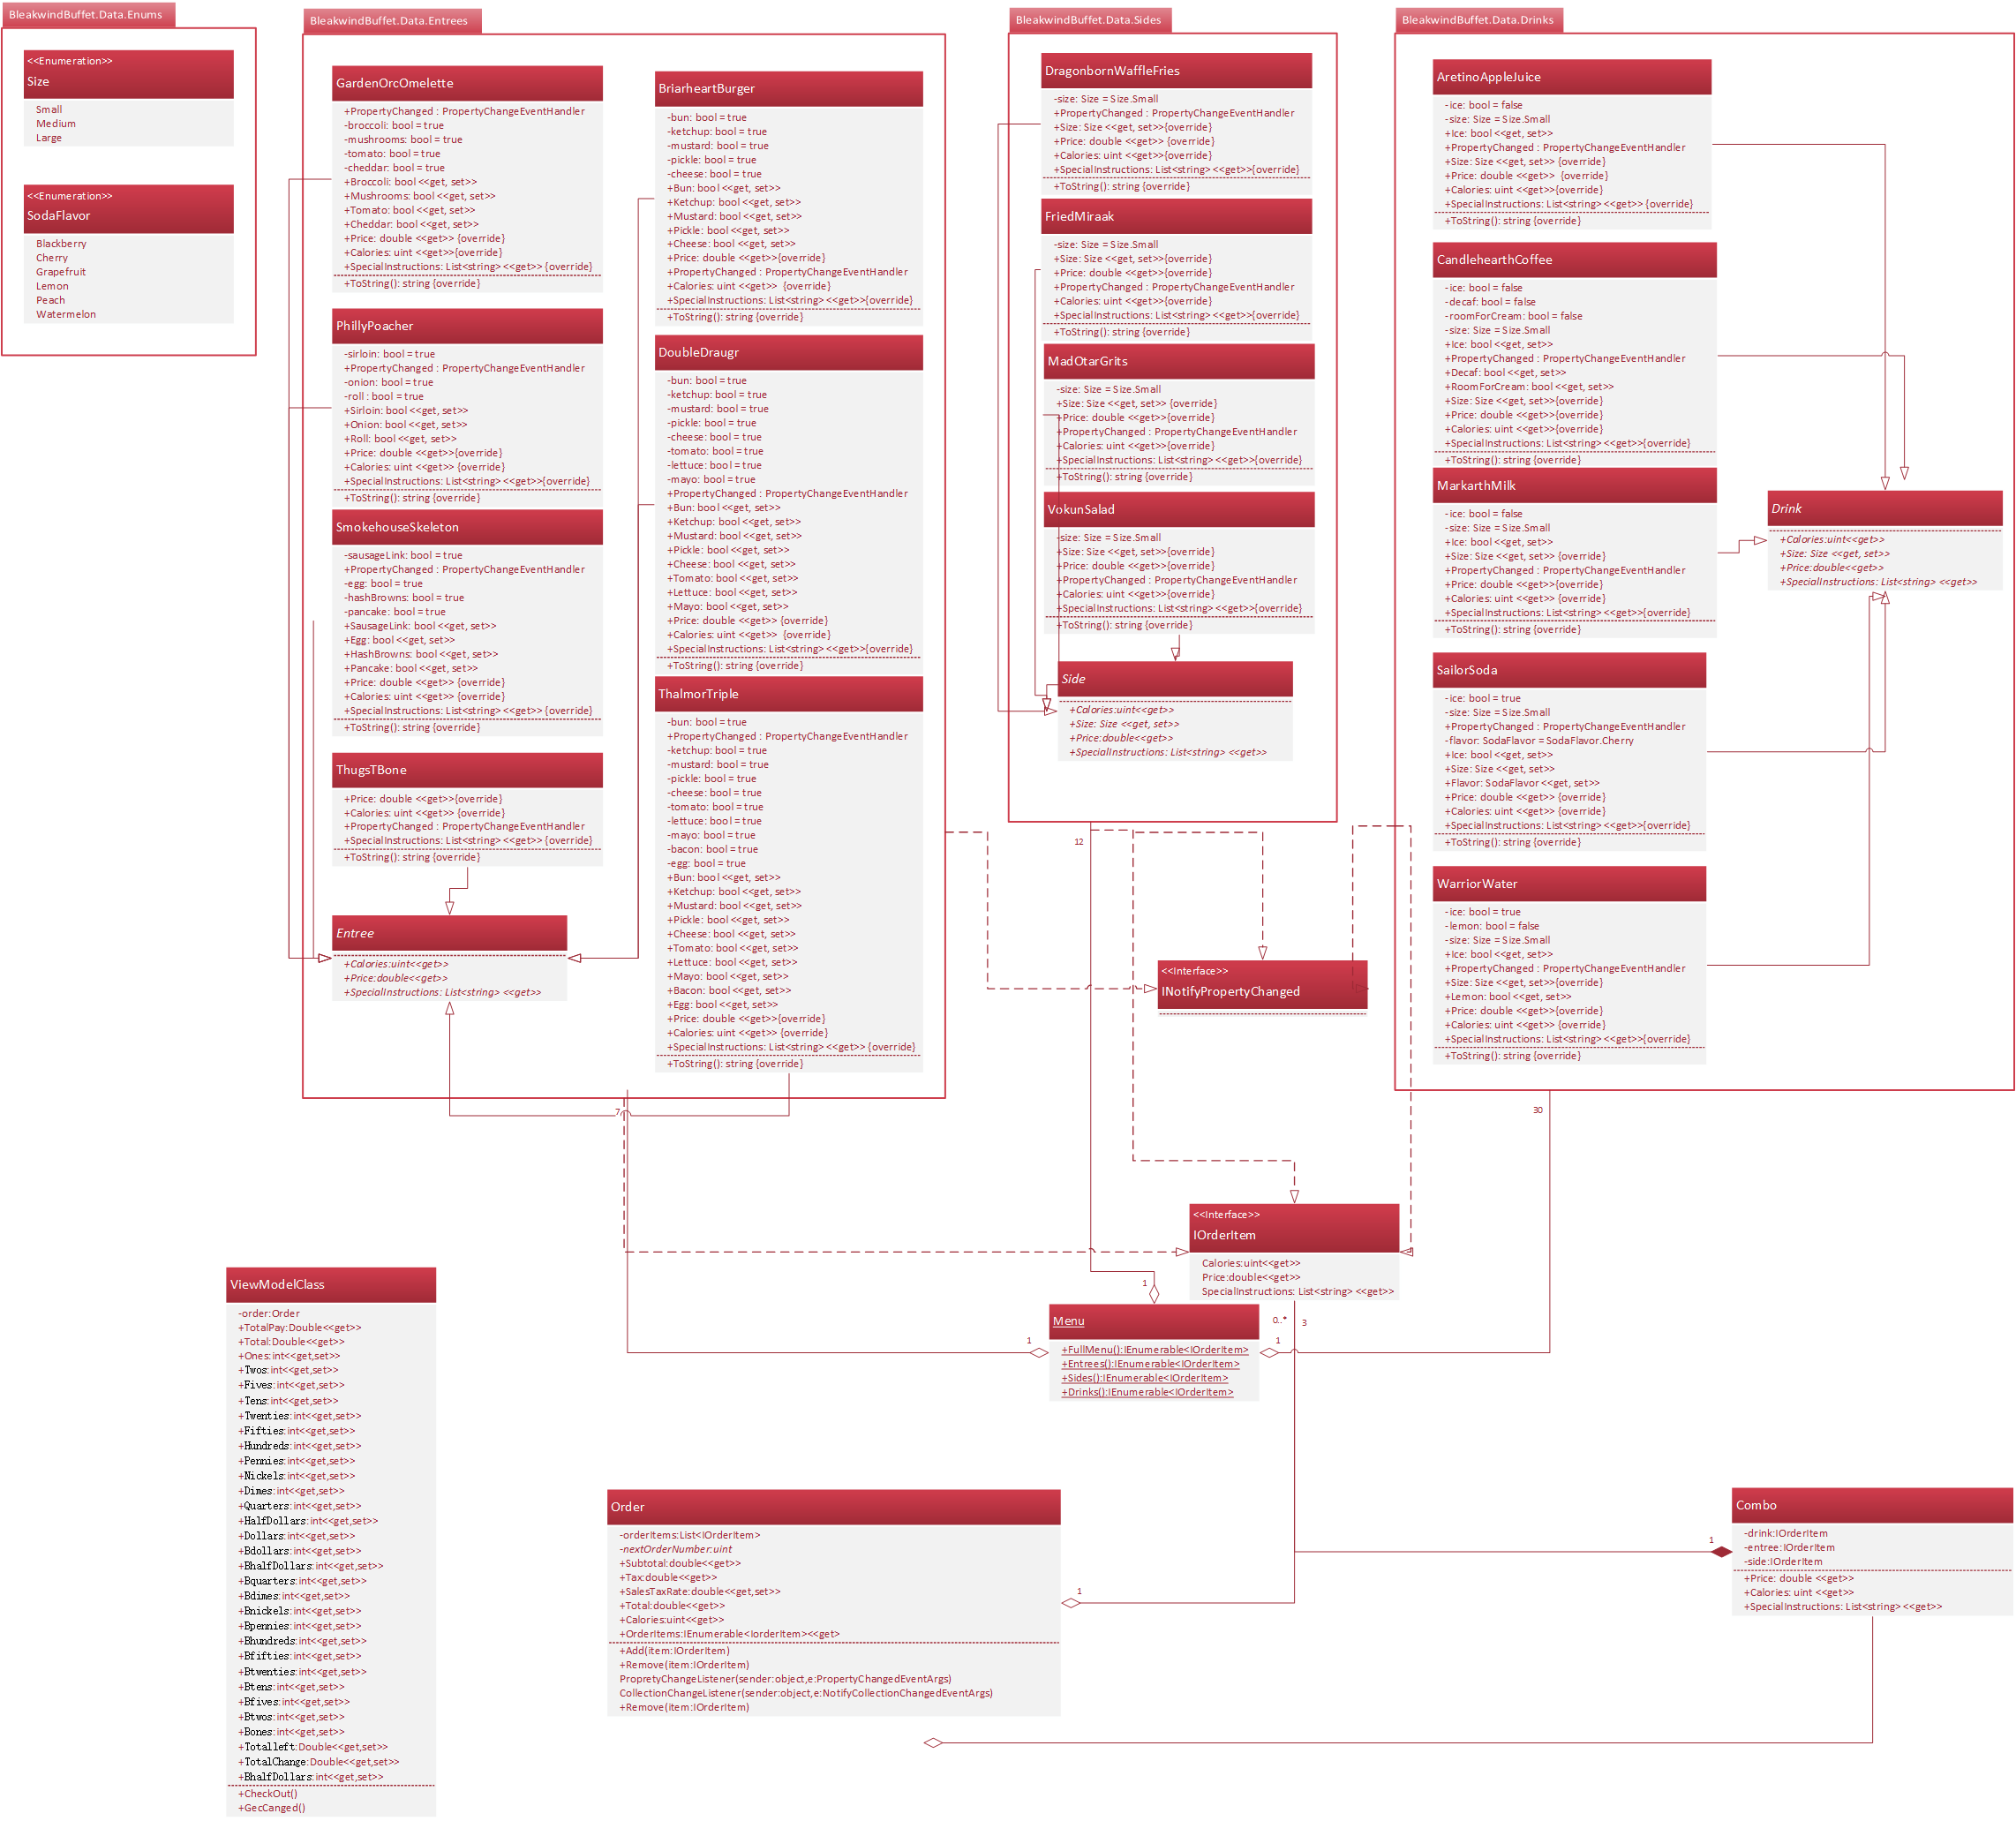 BleakwindBuffet.Data.Enums
<<Enumeration>>
Size
Small
Medium
Large
<<Enumeration>>
SodaFlavor
Blackberry
Cherry
Grapefruit
Lemon
Peach
Watermelon
BleakwindBuffet.Data.Entrees
GardenOrcOmelette
+PropertyChanged : PropertyChangeEventHandler
-broccoli: bool = true
-mushrooms: bool = true
-tomato: bool = true
-cheddar: bool = true
+Broccoli: bool <<get, set>>
+Mushrooms: bool <<get, set>>
+Tomato: bool <<get, set>>
+Cheddar: bool <<get, set>>
+Price: double <<get>> {override}
+Calories: uint <<get>>{override}
+SpecialInstructions: List<string> <<get>> {override}
+ToString(): string {override}
PhillyPoacher
-sirloin: bool = true
+PropertyChanged : PropertyChangeEventHandler
-onion: bool = true
-roll : bool = true
+Sirloin: bool <<get, set>>
+Onion: bool <<get, set>>
+Roll: bool <<get, set>>
+Price: double <<get>>{override}
+Calories: uint <<get>> {override}
+SpecialInstructions: List<string> <<get>>{override}
+ToString(): string {override}
SmokehouseSkeleton
-sausageLink: bool = true
+PropertyChanged : PropertyChangeEventHandler
-egg: bool = true
-hashBrowns: bool = true
-pancake: bool = true
+SausageLink: bool <<get, set>>
+Egg: bool <<get, set>>
+HashBrowns: bool <<get, set>>
+Pancake: bool <<get, set>>
+Price: double <<get>> {override}
+Calories: uint <<get>> {override}
+SpecialInstructions: List<string> <<get>> {override}
+ToString(): string {override}
ThugsTBone
+Price: double <<get>>{override}
+Calories: uint <<get>> {override}
+PropertyChanged : PropertyChangeEventHandler
+SpecialInstructions: List<string> <<get>>{override}
+ToString(): string {override}
Entree
+Calories:uint<<get>>
+Price:double<<get>>
+SpecialInstructions: List<string> <<get>>
BriarheartBurger
-bun: bool = true
-ketchup: bool = true
-mustard: bool = true
-pickle: bool = true
-cheese: bool = true
+Bun: bool <<get, set>>
+Ketchup: bool <<get, set>>
+Mustard: bool <<get, set>>
+Pickle: bool <<get, set>>
+Cheese: bool <<get, set>>
+Price: double <<get>>{override}
+PropertyChanged : PropertyChangeEventHandler
+Calories: uint <<get>> {override}
+SpecialInstructions: List<string> <<get>>{override}
+ToString(): string {override}
DoubleDraugr
-bun: bool = true
-ketchup: bool = true
-mustard: bool = true
-pickle: bool = true
-cheese: bool = true
-tomato: bool = true
-lettuce: bool = true
-mayo: bool = true
+PropertyChanged : PropertyChangeEventHandler
+Bun: bool <<get, set>>
+Ketchup: bool <<get, set>>
+Mustard: bool <<get, set>>
+Pickle: bool <<get, set>>
+Cheese: bool <<get, set>>
+Tomato: bool <<get, set>>
+Lettuce: bool <<get, set>>
+Mayo: bool <<get, set>>
+Price: double <<get>> {override}
+Calories: uint <<get>> {override}
+SpecialInstructions: List<string> <<get>>{override}
+ToString(): string {override}
ThalmorTriple
-bun: bool = true
+PropertyChanged : PropertyChangeEventHandler
-ketchup: bool = true
-mustard: bool = true
-pickle: bool = true
-cheese: bool = true
-tomato: bool = true
-lettuce: bool = true
-mayo: bool = true
-bacon: bool = true
-egg: bool = true
+Bun: bool <<get, set>>
+Ketchup: bool <<get, set>>
+Mustard: bool <<get, set>>
+Pickle: bool <<get, set>>
+Cheese: bool <<get, set>>
+Tomato: bool <<get, set>>
+Lettuce: bool <<get, set>>
+Mayo: bool <<get, set>>
+Bacon: bool <<get, set>>
+Egg: bool <<get, set>>
+Price: double <<get>>{override}
+Calories: uint <<get>> {override}
+SpecialInstructions: List<string> <<get>> {override}
+ToString(): string {override}
7
BleakwindBuffet.Data.Sides
DragonbornWaffleFries
-size: Size = Size.Small
+PropertyChanged : PropertyChangeEventHandler
+Size: Size <<get, set>>{override}
+Price: double <<get>> {override}
+Calories: uint <<get>>{override}
+SpecialInstructions: List<string> <<get>>{override}
+ToString(): string {override}
FriedMiraak
-size: Size = Size.Small
+Size: Size <<get, set>>{override}
+Price: double <<get>>{override}
+PropertyChanged : PropertyChangeEventHandler
+Calories: uint <<get>>{override}
+SpecialInstructions: List<string> <<get>>{override}
+ToString(): string {override}
MadOtarGrits
-size: Size = Size.Small
+Size: Size <<get, set>> {override}
+Price: double <<get>>{override}
+PropertyChanged : PropertyChangeEventHandler
+Calories: uint <<get>>{override}
+SpecialInstructions: List<string> <<get>>{override}
+ToString(): string {override}
VokunSalad
-size: Size = Size.Small
+Size: Size <<get, set>>{override}
+Price: double <<get>>{override}
+PropertyChanged : PropertyChangeEventHandler
+Calories: uint <<get>>{override}
+SpecialInstructions: List<string> <<get>>{override}
+ToString(): string {override}
Side
+Calories:uint<<get>>
+Size: Size <<get, set>>
+Price:double<<get>>
+SpecialInstructions: List<string> <<get>>
12
BleakwindBuffet.Data.Drinks
AretinoAppleJuice
-ice: bool = false
-size: Size = Size.Small
+Ice: bool <<get, set>>
+PropertyChanged : PropertyChangeEventHandler
+Size: Size <<get, set>> {override}
+Price: double <<get>> {override}
+Calories: uint <<get>>{override}
+SpecialInstructions: List<string> <<get>> {override}
+ToString(): string {override}
CandlehearthCoffee
-ice: bool = false
-decaf: bool = false
-roomForCream: bool = false
-size: Size = Size.Small
+Ice: bool <<get, set>>
+PropertyChanged : PropertyChangeEventHandler
+Decaf: bool <<get, set>>
+RoomForCream: bool <<get, set>>
+Size: Size <<get, set>>{override}
+Price: double <<get>>{override}
+Calories: uint <<get>>{override}
+SpecialInstructions: List<string> <<get>>{override}
+ToString(): string {override}
MarkarthMilk
-ice: bool = false
-size: Size = Size.Small
+Ice: bool <<get, set>>
+Size: Size <<get, set>> {override}
+PropertyChanged : PropertyChangeEventHandler
+Price: double <<get>>{override}
+Calories: uint <<get>> {override}
+SpecialInstructions: List<string> <<get>>{override}
+ToString(): string {override}
SailorSoda
-ice: bool = true
-size: Size = Size.Small
+PropertyChanged : PropertyChangeEventHandler
-flavor: SodaFlavor = SodaFlavor.Cherry
+Ice: bool <<get, set>>
+Size: Size <<get, set>>
+Flavor: SodaFlavor <<get, set>>
+Price: double <<get>> {override}
+Calories: uint <<get>> {override}
+SpecialInstructions: List<string> <<get>>{override}
+ToString(): string {override}
WarriorWater
-ice: bool = true
-lemon: bool = false
-size: Size = Size.Small
+Ice: bool <<get, set>>
+PropertyChanged : PropertyChangeEventHandler
+Size: Size <<get, set>>{override}
+Lemon: bool <<get, set>>
+Price: double <<get>>{override}
+Calories: uint <<get>> {override}
+SpecialInstructions: List<string> <<get>>{override}
+ToString(): string {override}
Drink
+Calories:uint<<get>>
+Size: Size <<get, set>>
+Price:double<<get>>
+SpecialInstructions: List<string> <<get>>
30
<<Interface>>
INotifyPropertyChanged
<<Interface>>
IOrderItem
Calories:uint<<get>>
Price:double<<get>>
SpecialInstructions: List<string> <<get>>
0..*
3
1
1
1
Menu
+FullMenu():IEnumerable<IOrderItem>
+Entrees():IEnumerable<IOrderItem>
+Sides():IEnumerable<IOrderItem>
+Drinks():IEnumerable<IOrderItem>
ViewModelClass
-order:Order
+TotalPay:Double<<get>>
+Total:Double<<get>>
+Ones:int<<get,set>>
+Twos:int<<get,set>>
+Fives:int<<get,set>>
+Tens:int<<get,set>>
+Twenties:int<<get,set>>
+Fifties:int<<get,set>>
+Hundreds:int<<get,set>>
+Pennies:int<<get,set>>
+Nickels:int<<get,set>>
+Dimes:int<<get,set>>
+Quarters:int<<get,set>>
+HalfDollars:int<<get,set>>
+Dollars:int<<get,set>>
+Bdollars:int<<get,set>>
+BhalfDollars:int<<get,set>>
+Bquarters:int<<get,set>>
+Bdimes:int<<get,set>>
+Bnickels:int<<get,set>>
+Bpennies:int<<get,set>>
+Bhundreds:int<<get,set>>
+Bfifties:int<<get,set>>
+Btwenties:int<<get,set>>
+Btens:int<<get,set>>
+Bfives:int<<get,set>>
+Btwos:int<<get,set>>
+Bones:int<<get,set>>
+Totalleft:Double<<get,set>>
+TotalChange:Double<<get,set>>
+BhalfDollars:int<<get,set>>
+CheckOut()
+GecCanged()
Order
-orderItems:List<IOrderItem>
-nextOrderNumber:uint
+Subtotal:double<<get>>
+Tax:double<<get>>
+SalesTaxRate:double<<get,set>>
+Total:double<<get>>
+Calories:uint<<get>>
+OrderItems:IEnumerable<IorderItem><<get>
+Add(item:IOrderItem)
+Remove(item:IOrderItem)
PropretyChangeListener(sender:object,e:PropertyChangedEventArgs)
CollectionChangeListener(sender:object,e:NotifyCollectionChangedEventArgs)
+Remove(item:IOrderItem)
1
1
Combo
-drink:IOrderItem
-entree:IOrderItem
-side:IOrderItem
+Price: double <<get>>
+Calories: uint <<get>>
+SpecialInstructions: List<string> <<get>>